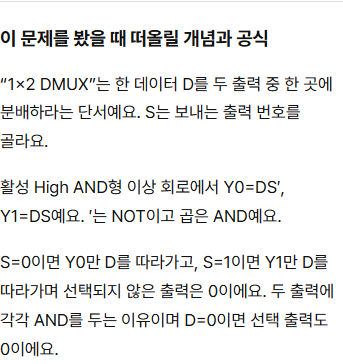 이 문제를 봤을 때 떠올릴 개념과 공식
“1×2 DMUX”는 한 데이터 D를 두 출력 중 한 곳에
분배하라는 단서예요. S는 보내는 출력 번호를
골라요.
활성 High AND형 이상 회로에서 Y0=DS′,
Y1=DS예요. ′는 NOT이고 곱은 AND예요.
S=0이면 Y0만 D를 따라가고, S=1이면 Y1만 D를
따라가며 선택되지 않은 출력은 0이에요. 두 출력에
각각 AND를 두는 이유이며 D=0이면 선택 출력도
0이에요.